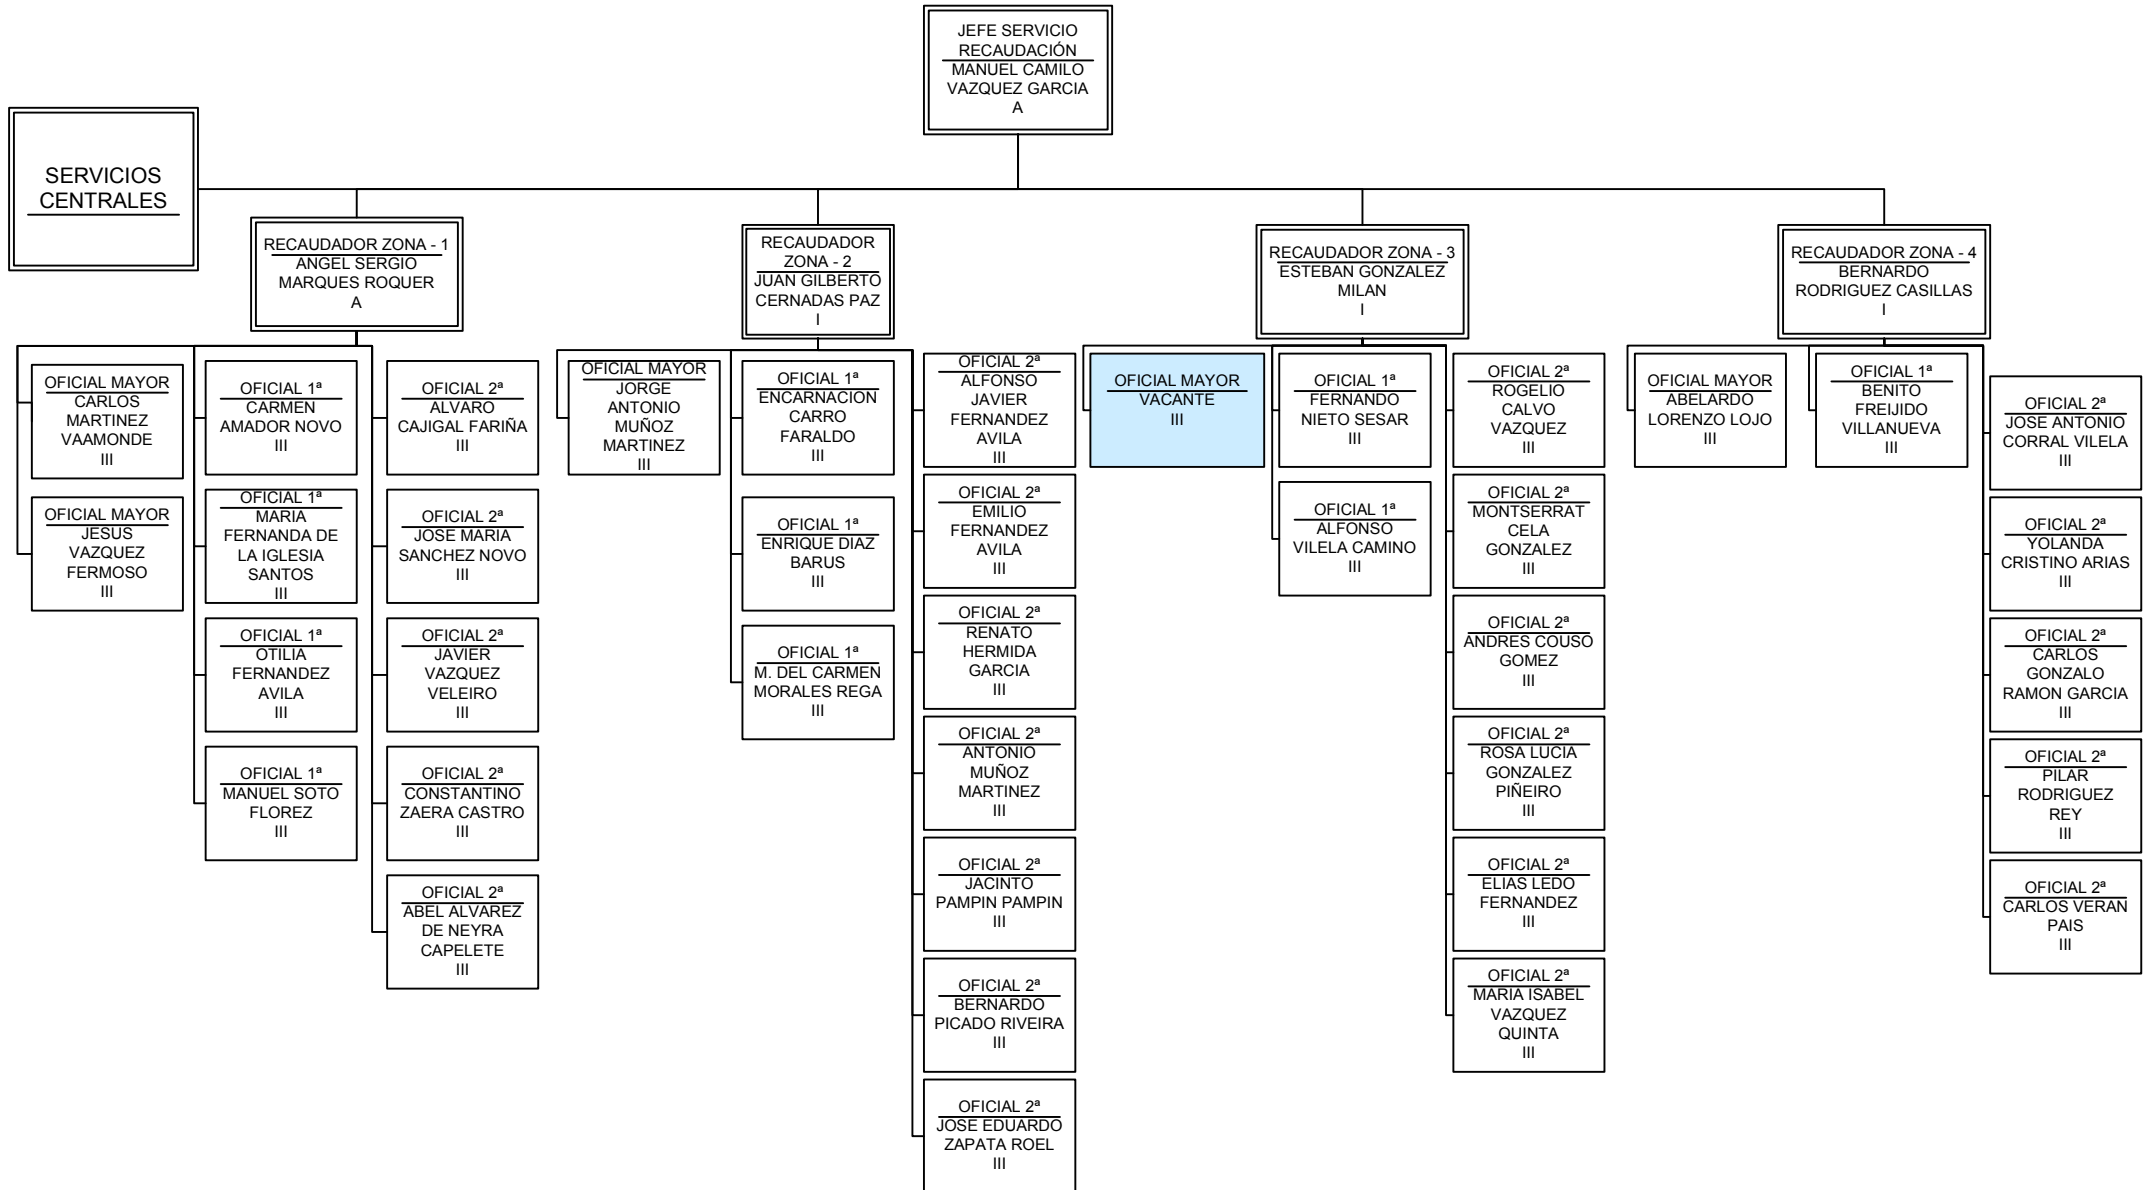 JEFE SERVICIO
RECAUDACIÓN
MANUEL CAMILO
VAZQUEZ GARCIA
A
SERVICIOS
CENTRALES
RECAUDADOR ZONA - 1
ANGEL SERGIO
MARQUES ROQUER
A
RECAUDADOR
ZONA - 2
JUAN GILBERTO
CERNADAS PAZ
I
RECAUDADOR ZONA - 3
ESTEBAN GONZALEZ
MILAN
I
RECAUDADOR ZONA - 4
BERNARDO
RODRIGUEZ CASILLAS
I
OFICIAL MAYOR
CARLOS
MARTINEZ
VAAMONDE
III
OFICIAL MAYOR
JESUS
VAZQUEZ
FERMOSO
III
OFICIAL 1ª
CARMEN
AMADOR NOVO
III
OFICIAL 1ª
MARIA
FERNANDA DE
LA IGLESIA
SANTOS
III
OFICIAL 1ª
OTILIA
FERNANDEZ
AVILA
III
OFICIAL 1ª
MANUEL SOTO
FLOREZ
III
OFICIAL 2ª
ALVARO
CAJIGAL FARIÑA
III
OFICIAL 2ª
JOSE MARIA
SANCHEZ NOVO
III
OFICIAL 2ª
JAVIER
VAZQUEZ
VELEIRO
III
OFICIAL 2ª
CONSTANTINO
ZAERA CASTRO
III
OFICIAL 2ª
ABEL ALVAREZ
DE NEYRA
CAPELETE
III
OFICIAL MAYOR
JORGE
ANTONIO
MUÑOZ
MARTINEZ
III
OFICIAL 1ª
ENCARNACION
CARRO
FARALDO
III
OFICIAL 1ª
ENRIQUE DIAZ
BARUS
III
OFICIAL 1ª
M. DEL CARMEN
MORALES REGA
III
OFICIAL 2ª
ALFONSO
JAVIER
FERNANDEZ
AVILA
III
OFICIAL 2ª
EMILIO
FERNANDEZ
AVILA
III
OFICIAL 2ª
RENATO
HERMIDA
GARCIA
III
OFICIAL 2ª
ANTONIO
MUÑOZ
MARTINEZ
III
OFICIAL 2ª
JACINTO
PAMPIN PAMPIN
III
OFICIAL 2ª
BERNARDO
PICADO RIVEIRA
III
OFICIAL 2ª
JOSE EDUARDO
ZAPATA ROEL
III
OFICIAL MAYOR
VACANTE
III
OFICIAL 1ª
FERNANDO
NIETO SESAR
III
OFICIAL 1ª
ALFONSO
VILELA CAMINO
III
OFICIAL 2ª
ROGELIO
CALVO
VAZQUEZ
III
OFICIAL 2ª
MONTSERRAT
CELA
GONZALEZ
III
OFICIAL 2ª
ANDRES COUSO
GOMEZ
III
OFICIAL 2ª
ROSA LUCIA
GONZALEZ
PIÑEIRO
III
OFICIAL 2ª
ELIAS LEDO
FERNANDEZ
III
OFICIAL 2ª
MARIA ISABEL
VAZQUEZ
QUINTA
III
OFICIAL MAYOR
ABELARDO
LORENZO LOJO
III
OFICIAL 1ª
BENITO
FREIJIDO
VILLANUEVA
III
OFICIAL 2ª
JOSE ANTONIO
CORRAL VILELA
III
OFICIAL 2ª
YOLANDA
CRISTINO ARIAS
III
OFICIAL 2ª
CARLOS
GONZALO
RAMON GARCIA
III
OFICIAL 2ª
PILAR
RODRIGUEZ
REY
III
OFICIAL 2ª
CARLOS VERAN
PAIS
III